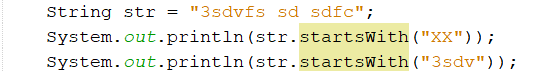 String str = "3sdvfs sd sdfc";
System.out.println(str.startsWith("XX"));
System.out.println(str.startsWith("3sdv"));